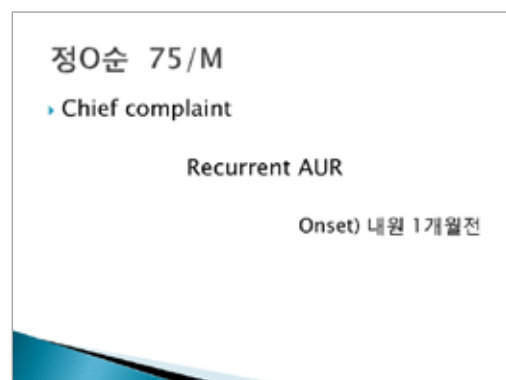 정O순 75/M
Chief complaint
Recurrent AUR
Onset) 내원 1개월전